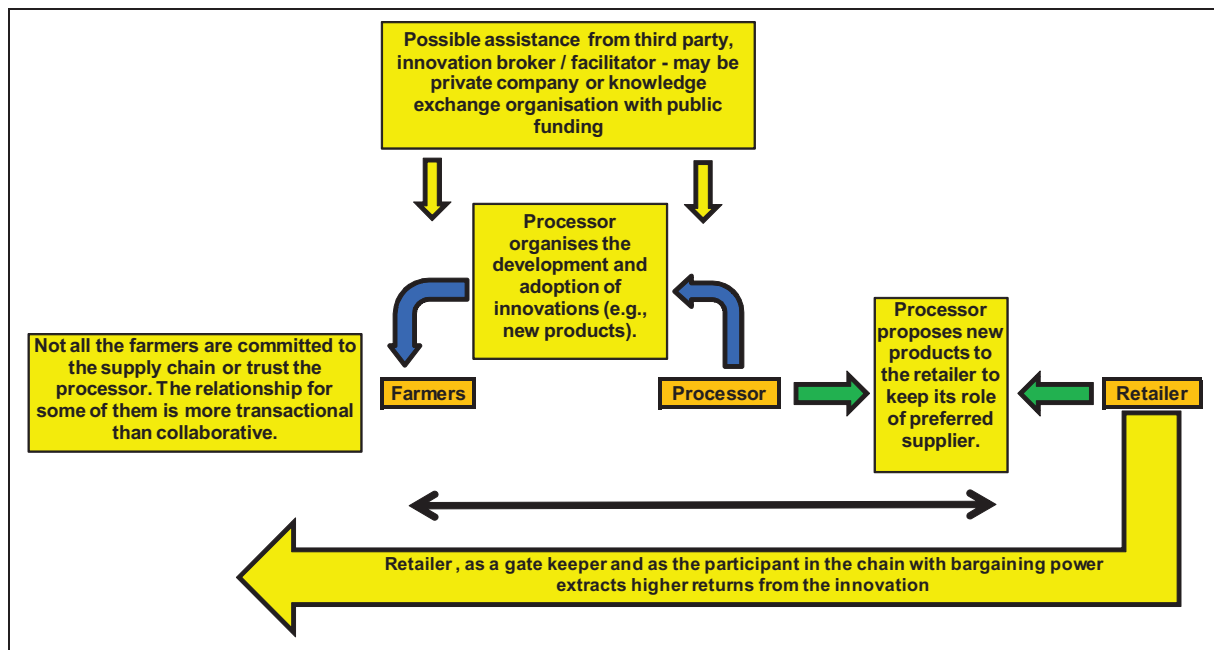 Possible assistance from third party,
innovation broker / facilitator - may be
private company or knowledge
exchange organisation with public
funding
Processor
organises the
development and
adoption of
innovations (e.g.,
new products).
Not all the farmers are committed to
the supply chain or trust the
processor. The relationship for
some of them is more transactional
than collaborative.
Farmers
Processor
Processor
proposes new
products to
the retailer to
keep its role
of preferred
supplier.
Retailer
Retailer , as a gate keeper and as the participant in the chain with bargaining power
extracts higher returns from the innovation